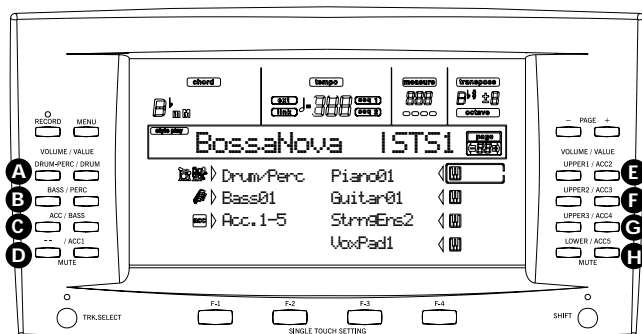 chord
tempo
measure
transpose
ext
link
seq 1
seq 2
octave
RECORD MENU
- PAGE +
style play
BossaNova
STS1
page
VOLUME / VALUE
VOLUME / VALUE
A DRUM-PERC / DRUM
Drum/Perc Piano01
UPPER1 / ACC2 E
B BASS / PERC
Bass01 Guitar01
UPPER2 / ACC3 F
C ACC / BASS
ACC Acc.1-5 StrngEns2
UPPER3 / ACC4 G
D -- / ACC1
VoxPad1
LOWER / ACC5 H
MUTE
MUTE
TRK.SELECT
F-1 F-2 F-3 F-4
SHIFT
SINGLE TOUCH SETTING